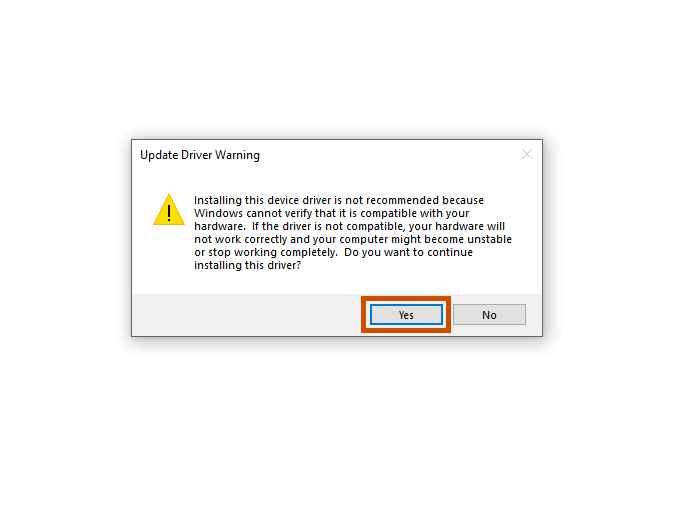 Update Driver Warning
Installing this device driver is not recommended because
Windows cannot verify that it is compatible with your
hardware.  If the driver is not compatible, your hardware will
not work correctly and your computer might become unstable
or stop working completely.  Do you want to continue
installing this driver?
Yes No